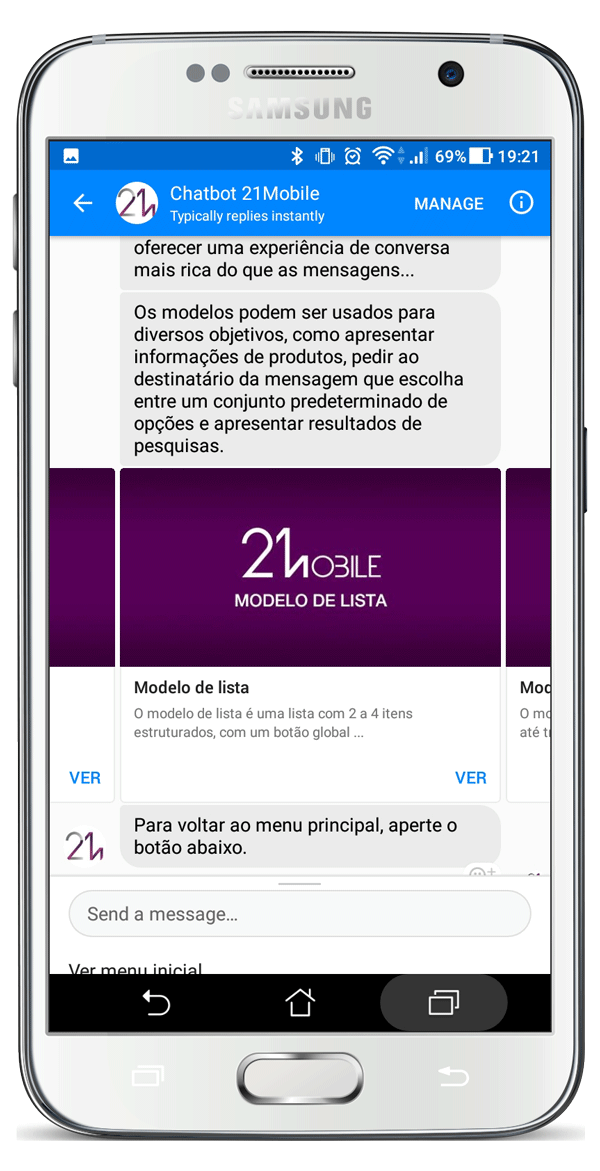 SAMSUNG
69% 19:21
21
Chatbot 21Mobile
Typically replies instantly
MANAGE
oferecer uma experiência de conversa
mais rica do que as mensagens...
Os modelos podem ser usados para
diversos objetivos, como apresentar
informações de produtos, pedir ao
destinatário da mensagem que escolha
entre um conjunto predeterminado de
opções e apresentar resultados de
pesquisas.
21MOBILE
MODELO DE LISTA
Modelo de lista
O modelo de lista é uma lista com 2 a 4 itens
estruturados, com um botão global ...
VER
VER
Para voltar ao menu principal, aperte o
botão abaixo.
Send a message...
Ver menu inicial